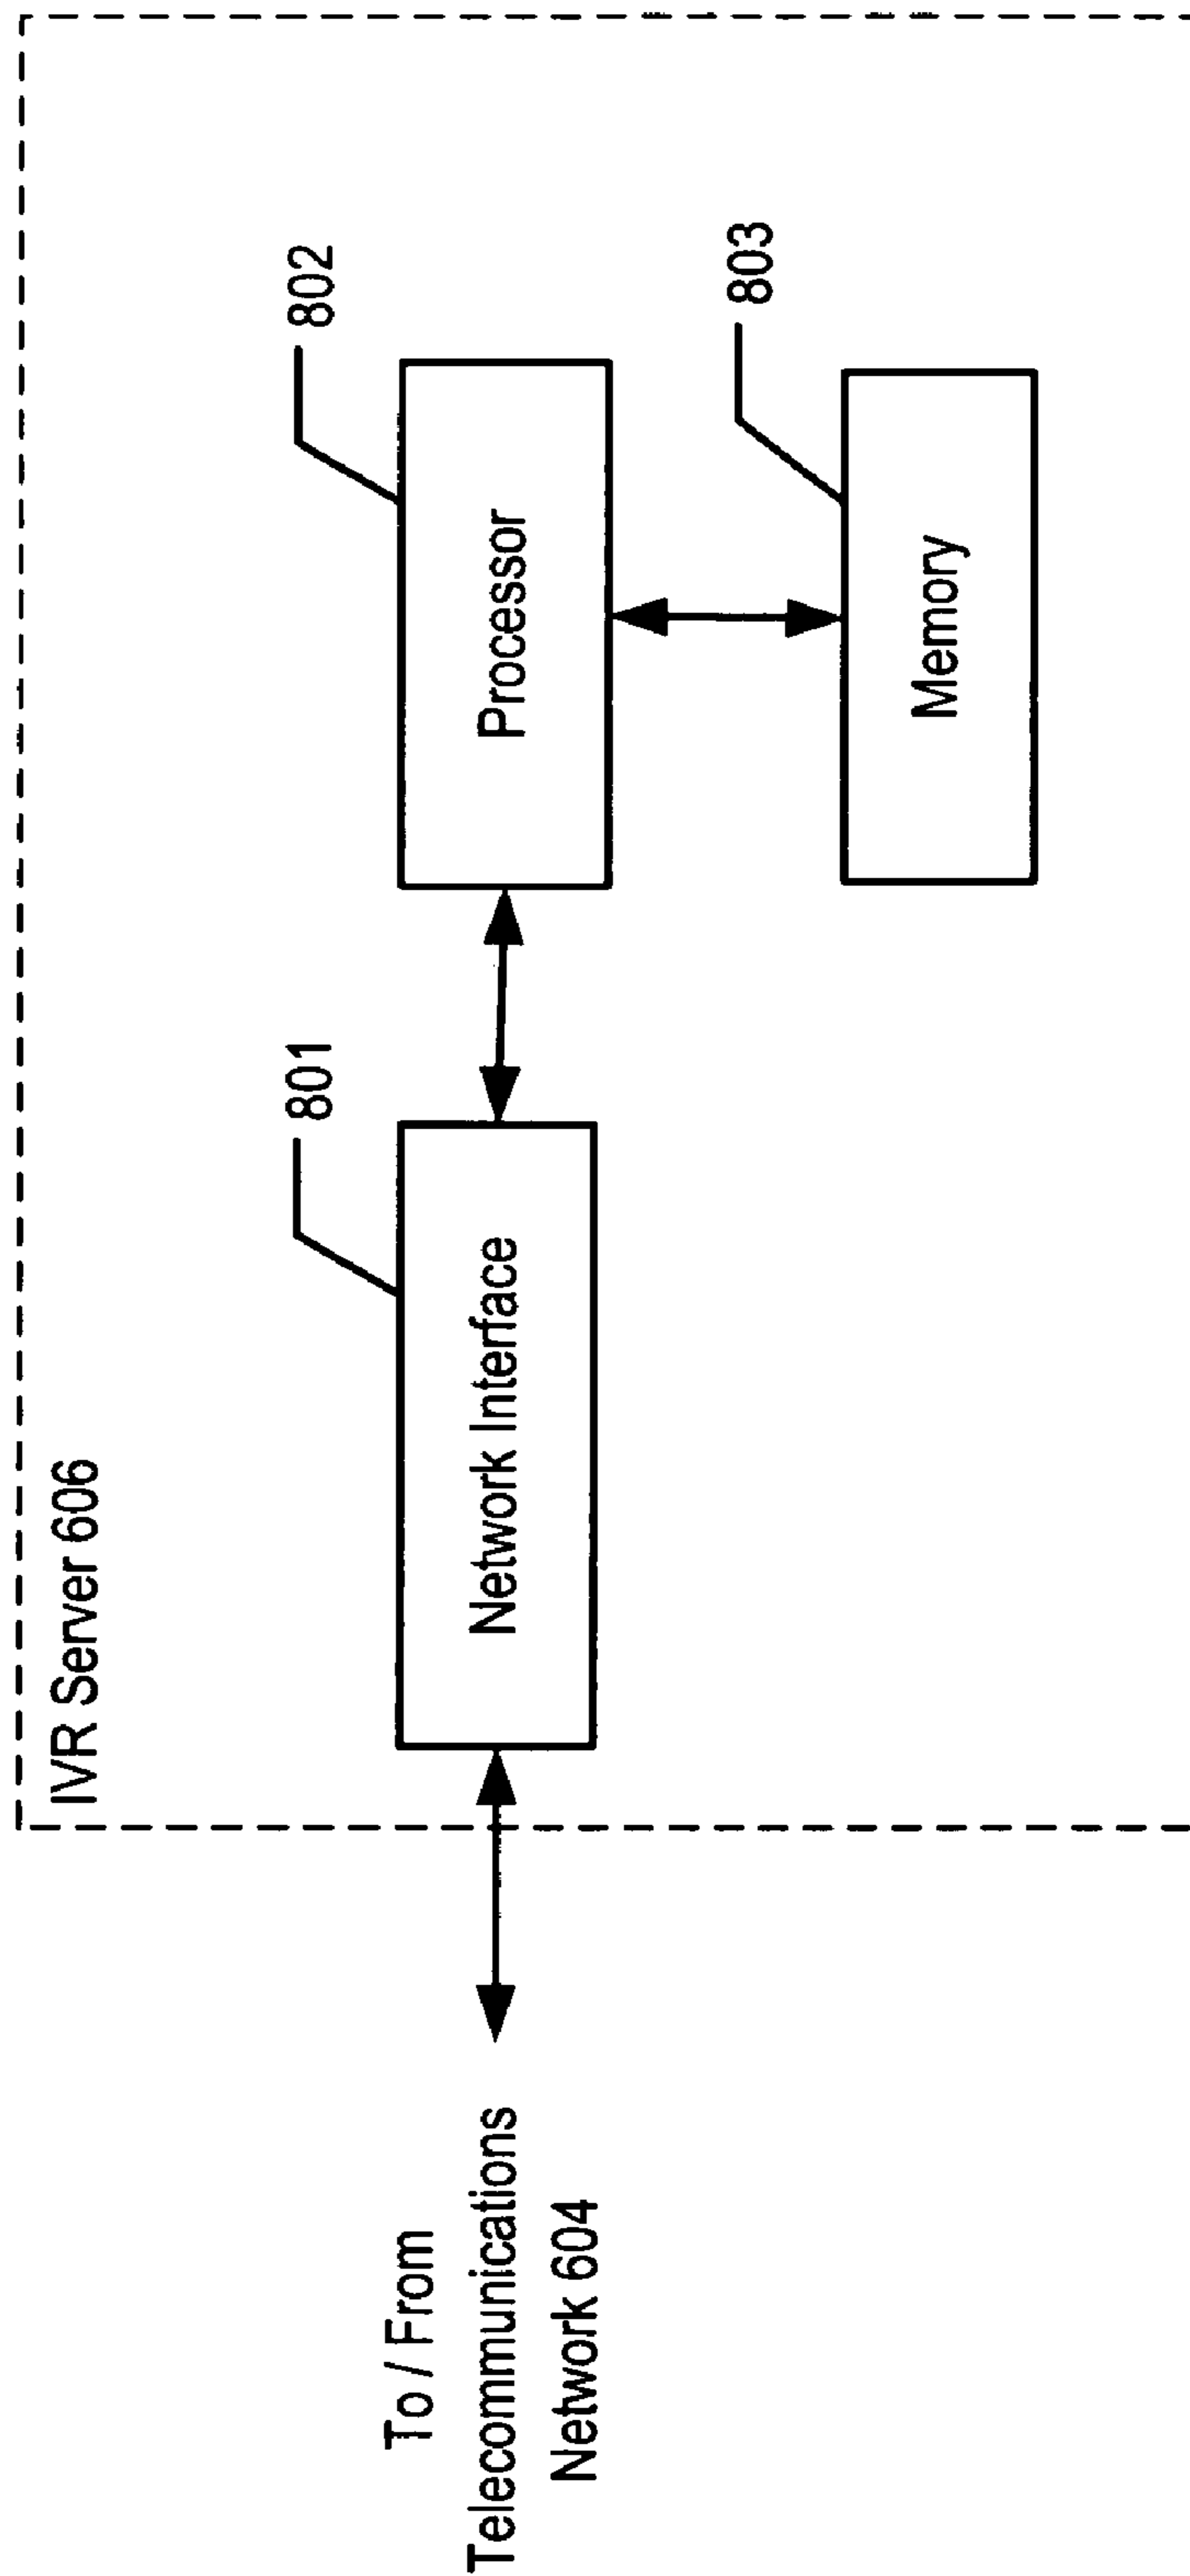 IVR Server 606
802
801
803
To / From
Telecommunications
Network 604
Network Interface
Processor
Memory